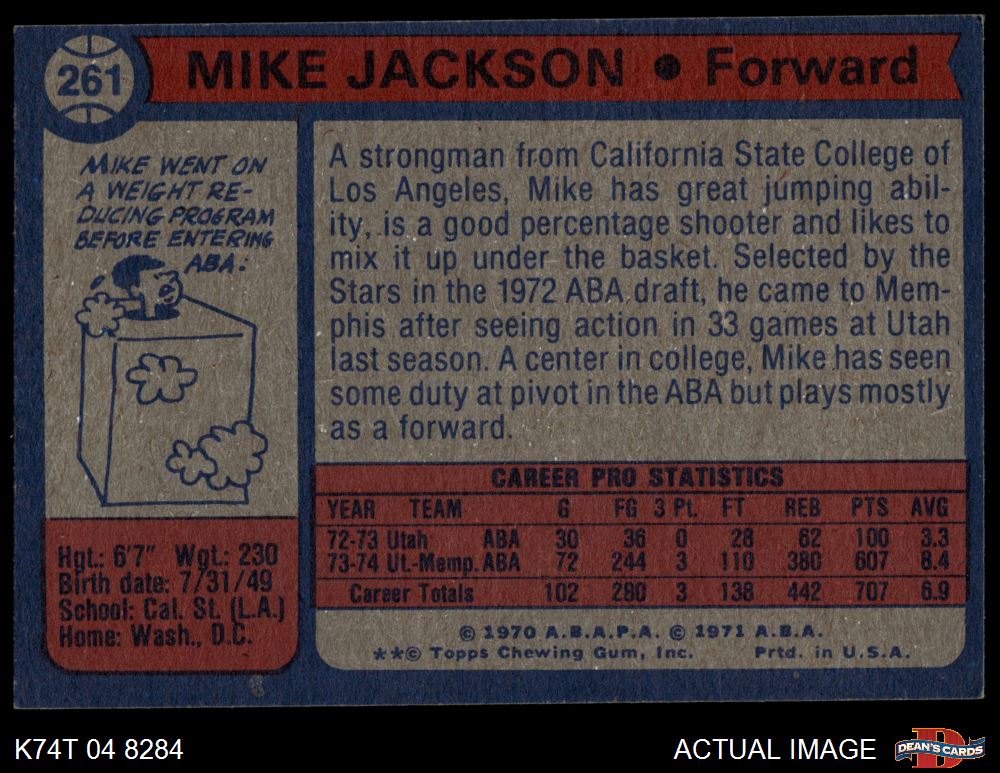 261
MIKE JACKSON ● Forward
MIKE WENT ON
A WEIGHT RE-
DUCING PROGRAM
BEFORE ENTERING
ABA:
A strongman from California State College of
Los Angeles, Mike has great jumping abil-
ity, is a good percentage shooter and likes to
mix it up under the basket. Selected by the
Stars in the 1972 ABA draft, he came to Mem-
phis after seeing action in 33 games at Utah
last season. A center in college, Mike has seen
some duty at pivot in the ABA but plays mostly
as a forward.
Hgt.: 6'7" Wgt.: 230
Birth date: 7/31/49
School: Cal. St. (L.A.)
Home: Wash., D.C.
CAREER PRO STATISTICS
YEAR TEAM G FG 3 Pt. FT REB PTS AVG
72-73 Utah ABA 30 36 0 28 62 100 3.3
73-74 Ut.-Memp. ABA 72 244 3 110 380 607 8.4
Career Totals 102 280 3 138 442 707 6.9
© 1970 A.B.A.P.A. © 1971 A.B.A.
**© Topps Chewing Gum, Inc. Prtd. in U.S.A.
K74T 04 8284
ACTUAL IMAGE
D
DEAN'S CARDS